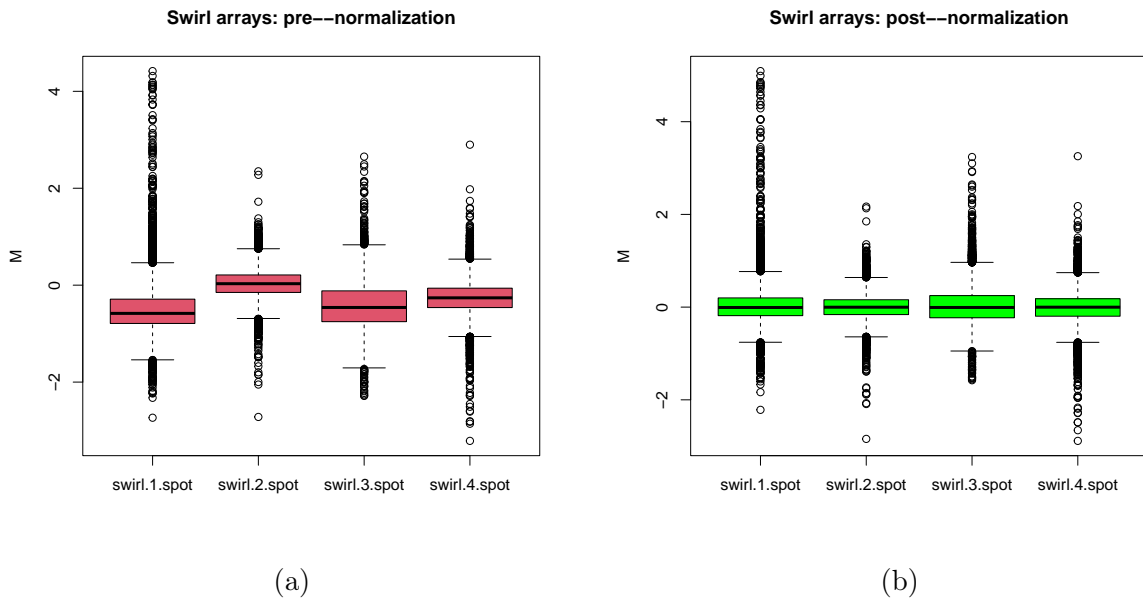 Swirl arrays: pre−−normalization
M
4
2
0
−2
swirl.1.spot swirl.2.spot swirl.3.spot swirl.4.spot
(a)
Swirl arrays: post−−normalization
M
4
2
0
−2
swirl.1.spot swirl.2.spot swirl.3.spot swirl.4.spot
(b)